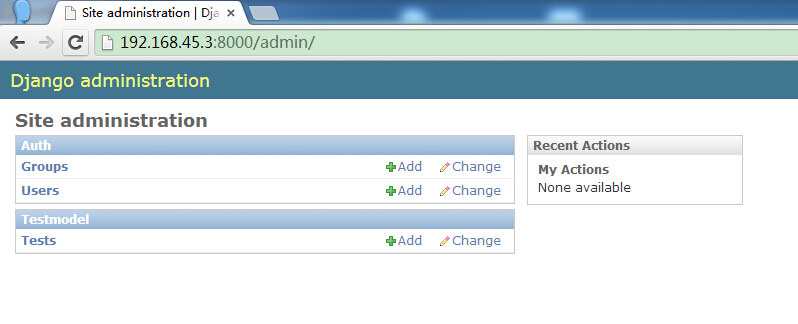 Site administration | Dja
192.168.45.3:8000/admin/
Django administration
Site administration
Auth
Groups Add Change
Users Add Change
Testmodel
Tests Add Change
Recent Actions
My Actions
None available